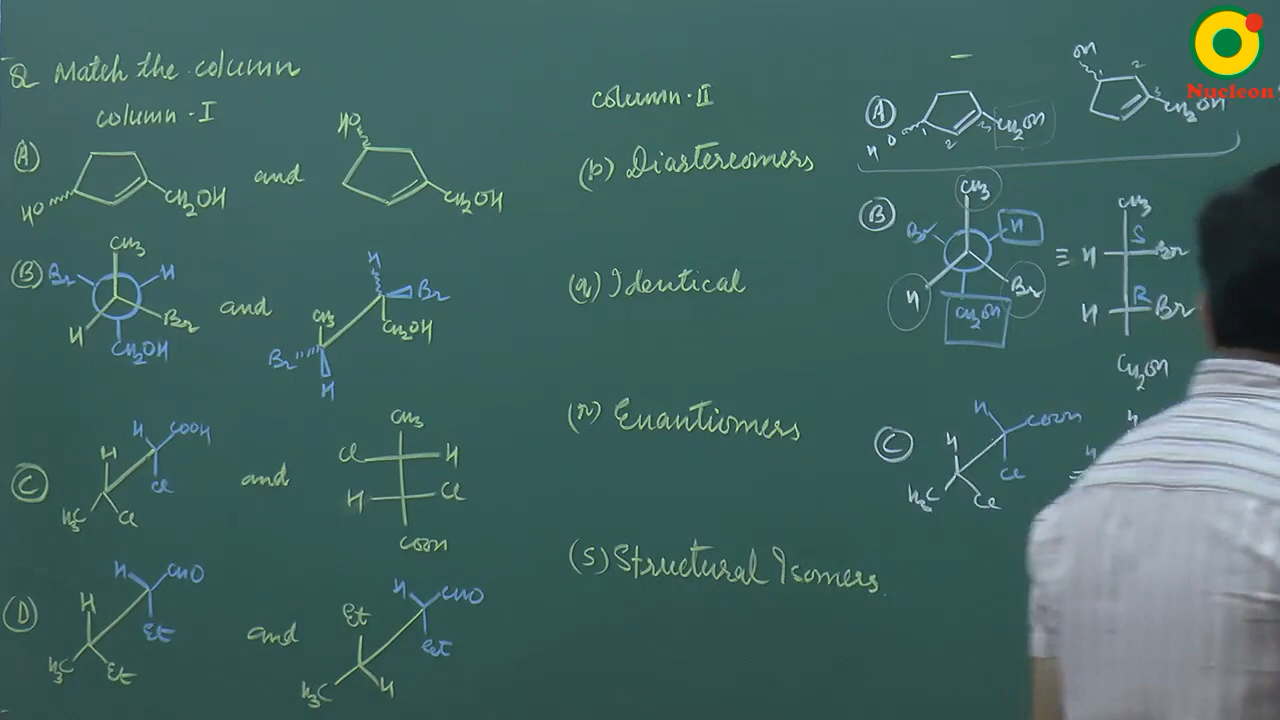 Q Match the column
column - I
column - II
A) HO CH2OH and HO CH2OH
(p) Diastereomers
B) CH3 Br H H Br CH2OH and H Br CH3 CH2OH Br H
(q) Identical
C H COOH H Cl H3C Cl and CH3 Cl H H Cl COOH
(r) Enantiomers
D H CHO H Et H3C Et and H CHO Et Et H3C H
(s) Structural Isomers
A HO 1 2 3 CH2OH OH 1 2 3 CH2OH
B CH3 Br H H Br CH2OH ≡ CH3 H S Br H R Br CH2OH
C H COOH H Cl H3C Cl
Nucleon